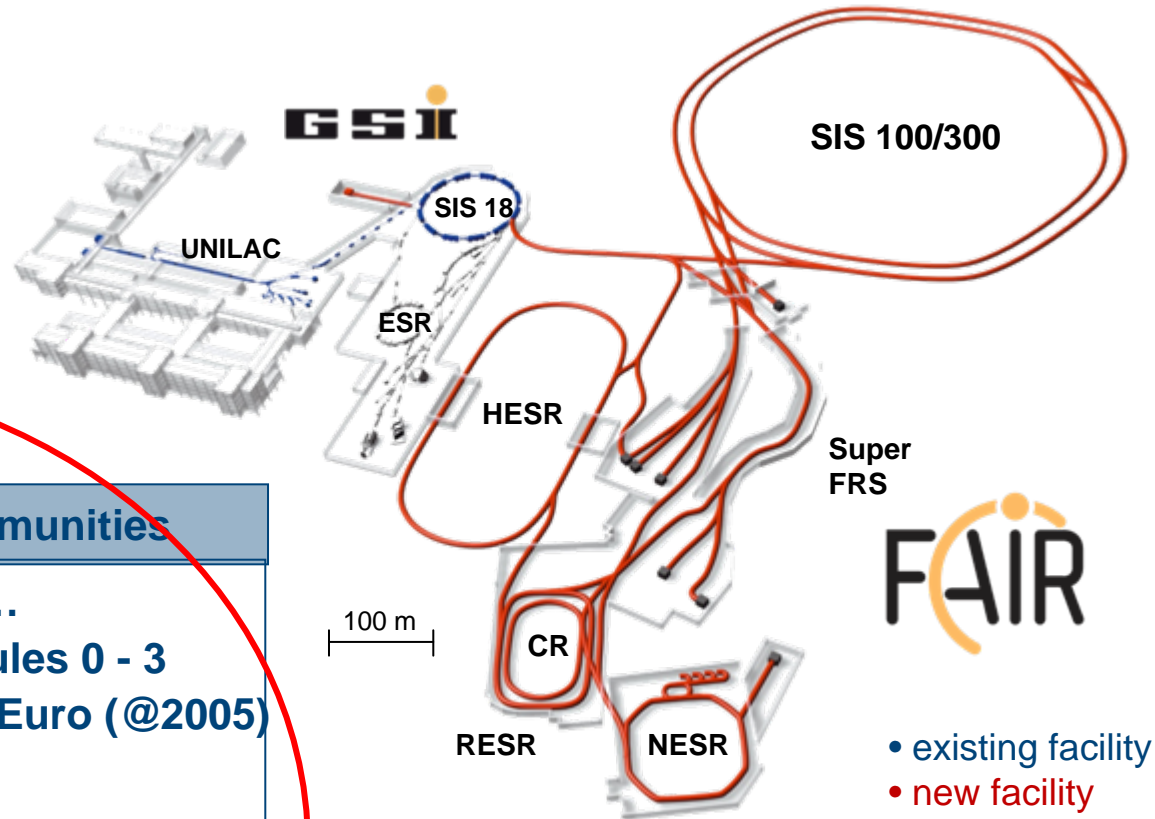 GSI
SIS 100/300
SIS 18
UNILAC
ESR
HESR
Super
FRS
munities
..
ules 0 - 3
Euro (@2005)
100 m
CR
FAIR
RESR
NESR
• existing facility
• new facility